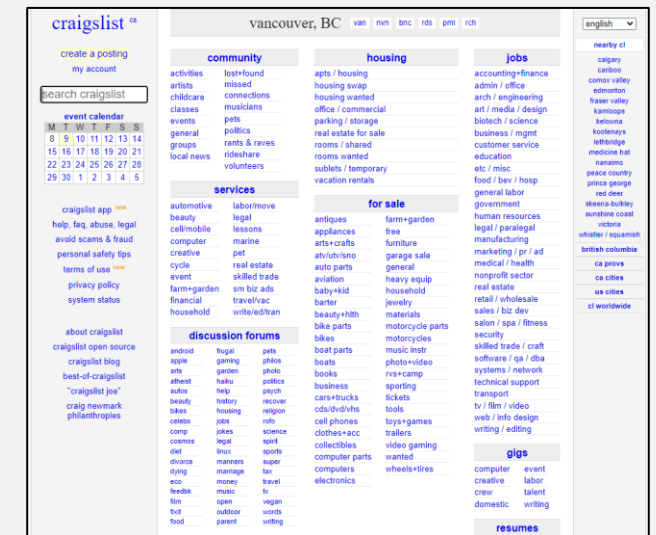 craigslist CA
create a posting
my account
search craigslist
event calendar
M T W T F S S
8 9 10 11 12 13 14
15 16 17 18 19 20 21
22 23 24 25 26 27 28
29 30 1 2 3 4 5
craigslist app new
help, faq, abuse, legal
avoid scams & fraud
personal safety tips
terms of use new
privacy policy
system status
about craigslist
craigslist open source
craigslist blog
best-of-craigslist
"craigslist joe"
craig newmark
philanthropies
vancouver, BC van nvn bnc rds pml rch
community
activities
artists
childcare
classes
events
general
groups
local news
lost+found
missed
connections
musicians
pets
politics
rants & raves
rideshare
volunteers
services
automotive
beauty
cell/mobile
computer
creative
cycle
event
farm+garden
financial
household
labor/move
legal
lessons
marine
pet
real estate
skilled trade
sm biz ads
travel/vac
write/ed/tran
discussion forums
android
apple
arts
atheist
autos
beauty
bikes
celebs
comp
cosmos
diet
divorce
dying
eco
feedbk
film
fixit
food
frugal
gaming
garden
haiku
help
history
housing
jobs
jokes
legal
linux
manners
marriage
money
music
open
outdoor
parent
pets
philos
photo
politics
psych
recover
religion
rofo
science
spirit
sports
super
tax
travel
tv
vegan
words
writing
housing
apts / housing
housing swap
housing wanted
office / commercial
parking / storage
real estate for sale
rooms / shared
rooms wanted
sublets / temporary
vacation rentals
for sale
antiques
appliances
arts+crafts
atv/utv/sno
auto parts
aviation
baby+kid
barter
beauty+hlth
bike parts
bikes
boat parts
boats
books
business
cars+trucks
cds/dvd/vhs
cell phones
clothes+acc
collectibles
computer parts
computers
electronics
farm+garden
free
furniture
garage sale
general
heavy equip
household
jewelry
materials
motorcycle parts
motorcycles
music instr
photo+video
rvs+camp
sporting
tickets
tools
toys+games
trailers
video gaming
wanted
wheels+tires
jobs
accounting+finance
admin / office
arch / engineering
art / media / design
biotech / science
business / mgmt
customer service
education
etc / misc
food / bev / hosp
general labor
government
human resources
legal / paralegal
manufacturing
marketing / pr / ad
medical / health
nonprofit sector
real estate
retail / wholesale
sales / biz dev
salon / spa / fitness
security
skilled trade / craft
software / qa / dba
systems / network
technical support
transport
tv / film / video
web / info design
writing / editing
gigs
computer
creative
crew
domestic
event
labor
talent
writing
resumes
english
nearby cl
calgary
cariboo
comox valley
edmonton
fraser valley
kamloops
kelowna
kootenays
lethbridge
medicine hat
nanaimo
peace country
prince george
red deer
skeena-bulkley
sunshine coast
victoria
whistler / squamish
british columbia
ca provs
ca cities
us cities
cl worldwide